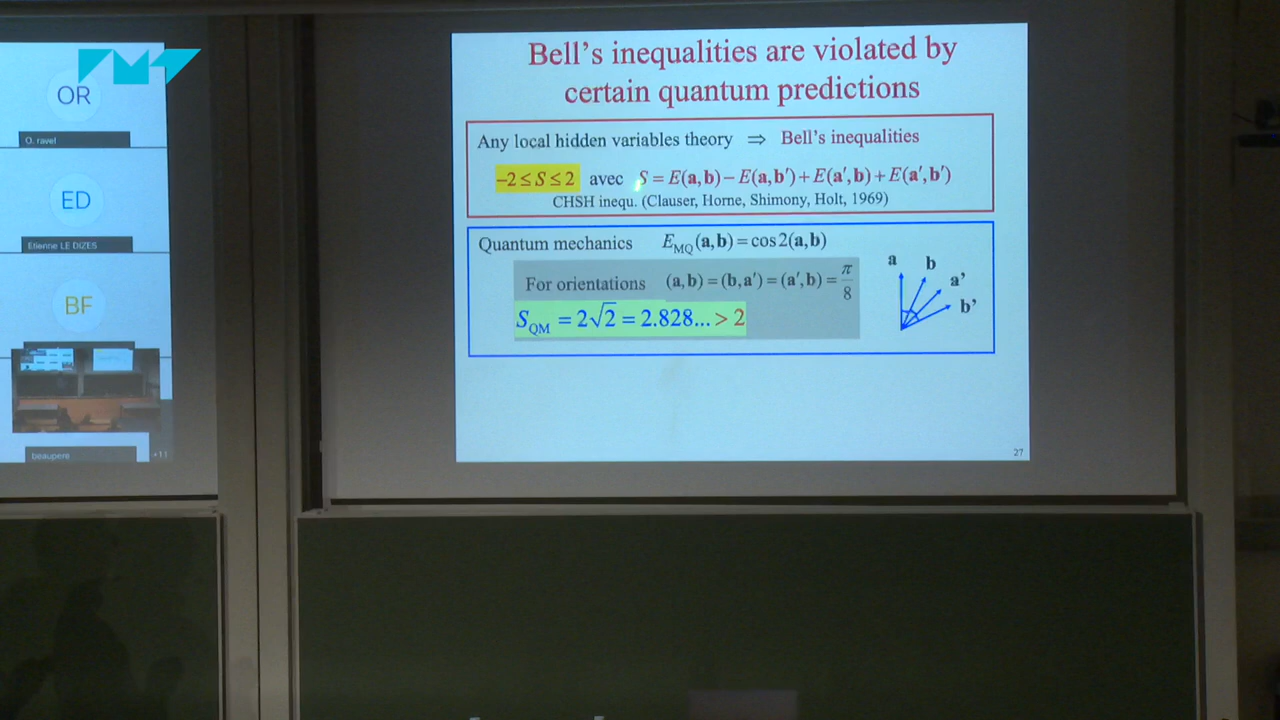 OR
O. ravel
ED
Etienne LE DIZES
BF
beaupere
+11
Bell's inequalities are violated by
certain quantum predictions
Any local hidden variables theory ⇒ Bell's inequalities
−2 ≤ S ≤ 2 avec S = E(a,b) − E(a,b′) + E(a′,b) + E(a′,b′)
CHSH inequ. (Clauser, Horne, Shimony, Holt, 1969)
Quantum mechanics E_MQ(a,b) = cos2(a,b)
For orientations (a,b) = (b,a′) = (a′,b) = π/8
S_QM = 2√2 = 2.828... > 2
a
b
a'
b'
27